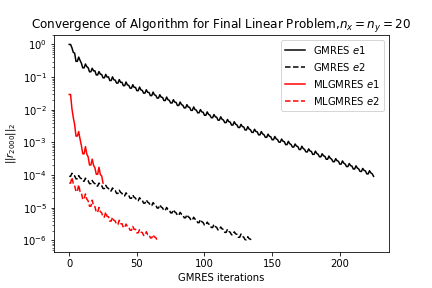 Convergence of Algorithm for Final Linear Problem,$n_x = n_y = 20$
$||r_{2000}||_2$
$10^0$
$10^{-1}$
$10^{-2}$
$10^{-3}$
$10^{-4}$
$10^{-5}$
$10^{-6}$
GMRES $e1$
GMRES $e2$
MLGMRES $e1$
MLGMRES $e2$
0 50 100 150 200
GMRES iterations